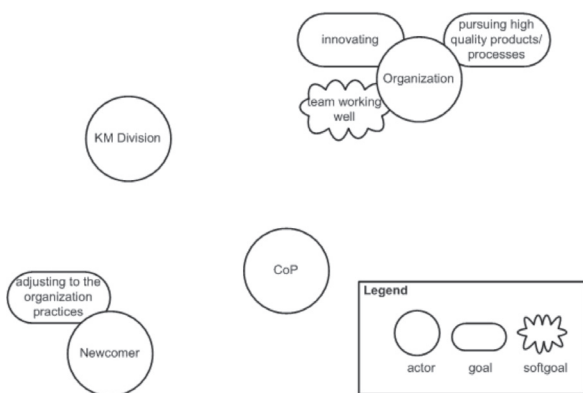 innovating
pursuing high
quality products/
processes
Organization
team working
well
KM Division
CoP
adjusting to the
organization
practices
Newcomer
Legend
actor
goal
softgoal